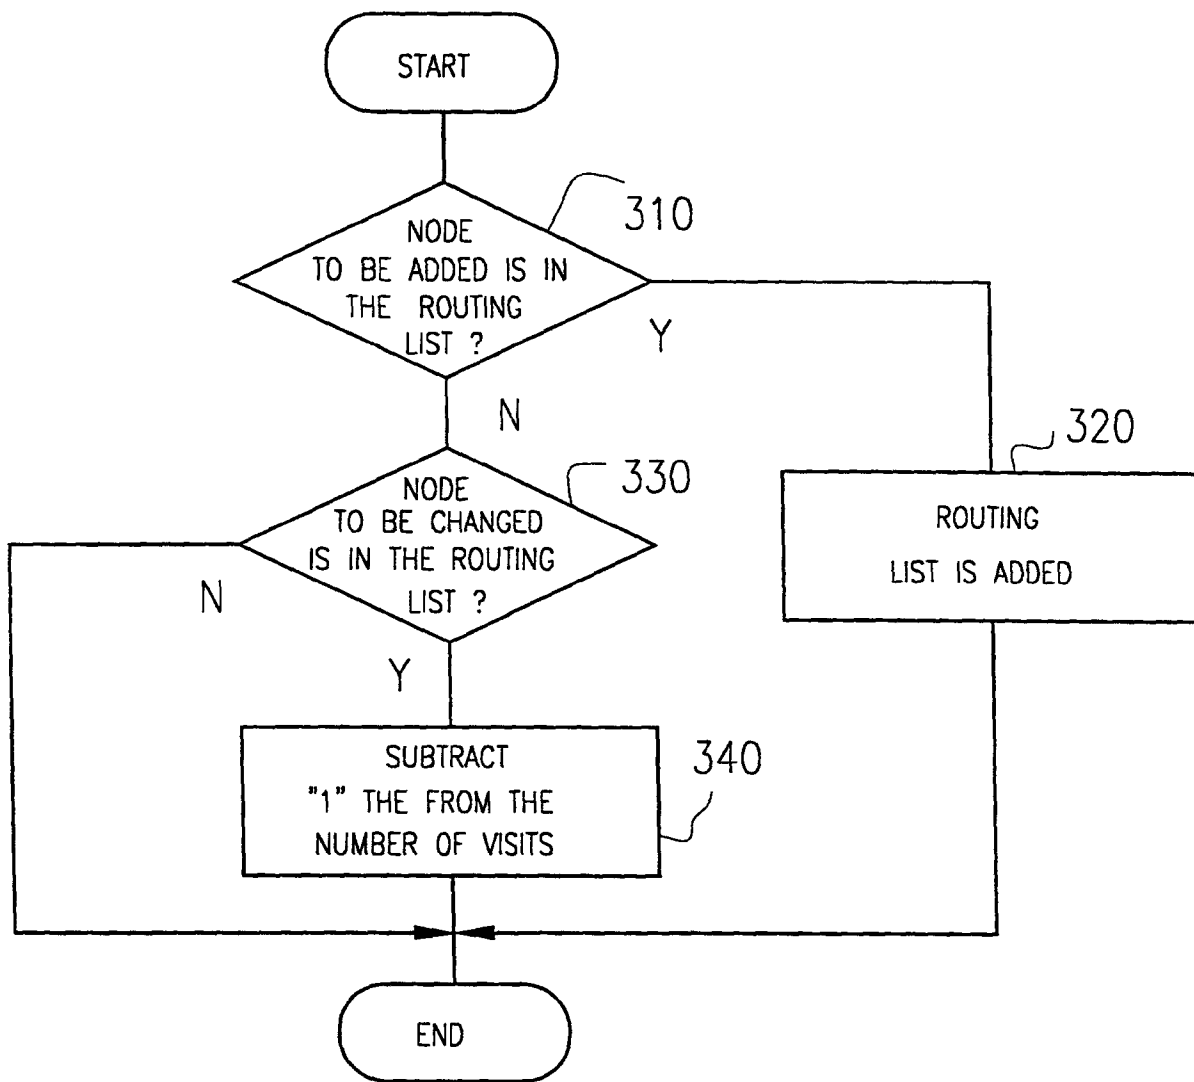 START
310
NODE
TO BE ADDED IS IN
THE ROUTING
LIST ?
Y
N
320
ROUTING
LIST IS ADDED
330
NODE
TO BE CHANGED
IS IN THE ROUTING
LIST ?
N
Y
340
SUBTRACT
"1" THE FROM THE
NUMBER OF VISITS
END